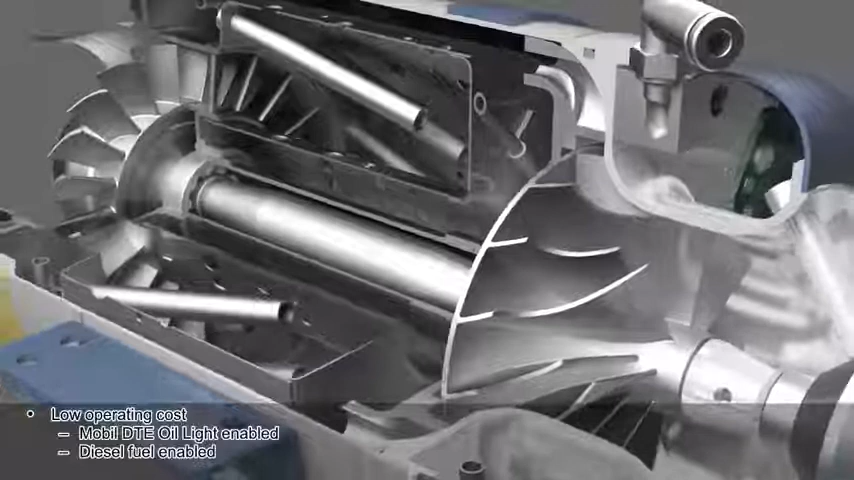 • Low operating cost
– Mobil DTE Oil Light enabled
– Diesel fuel enabled